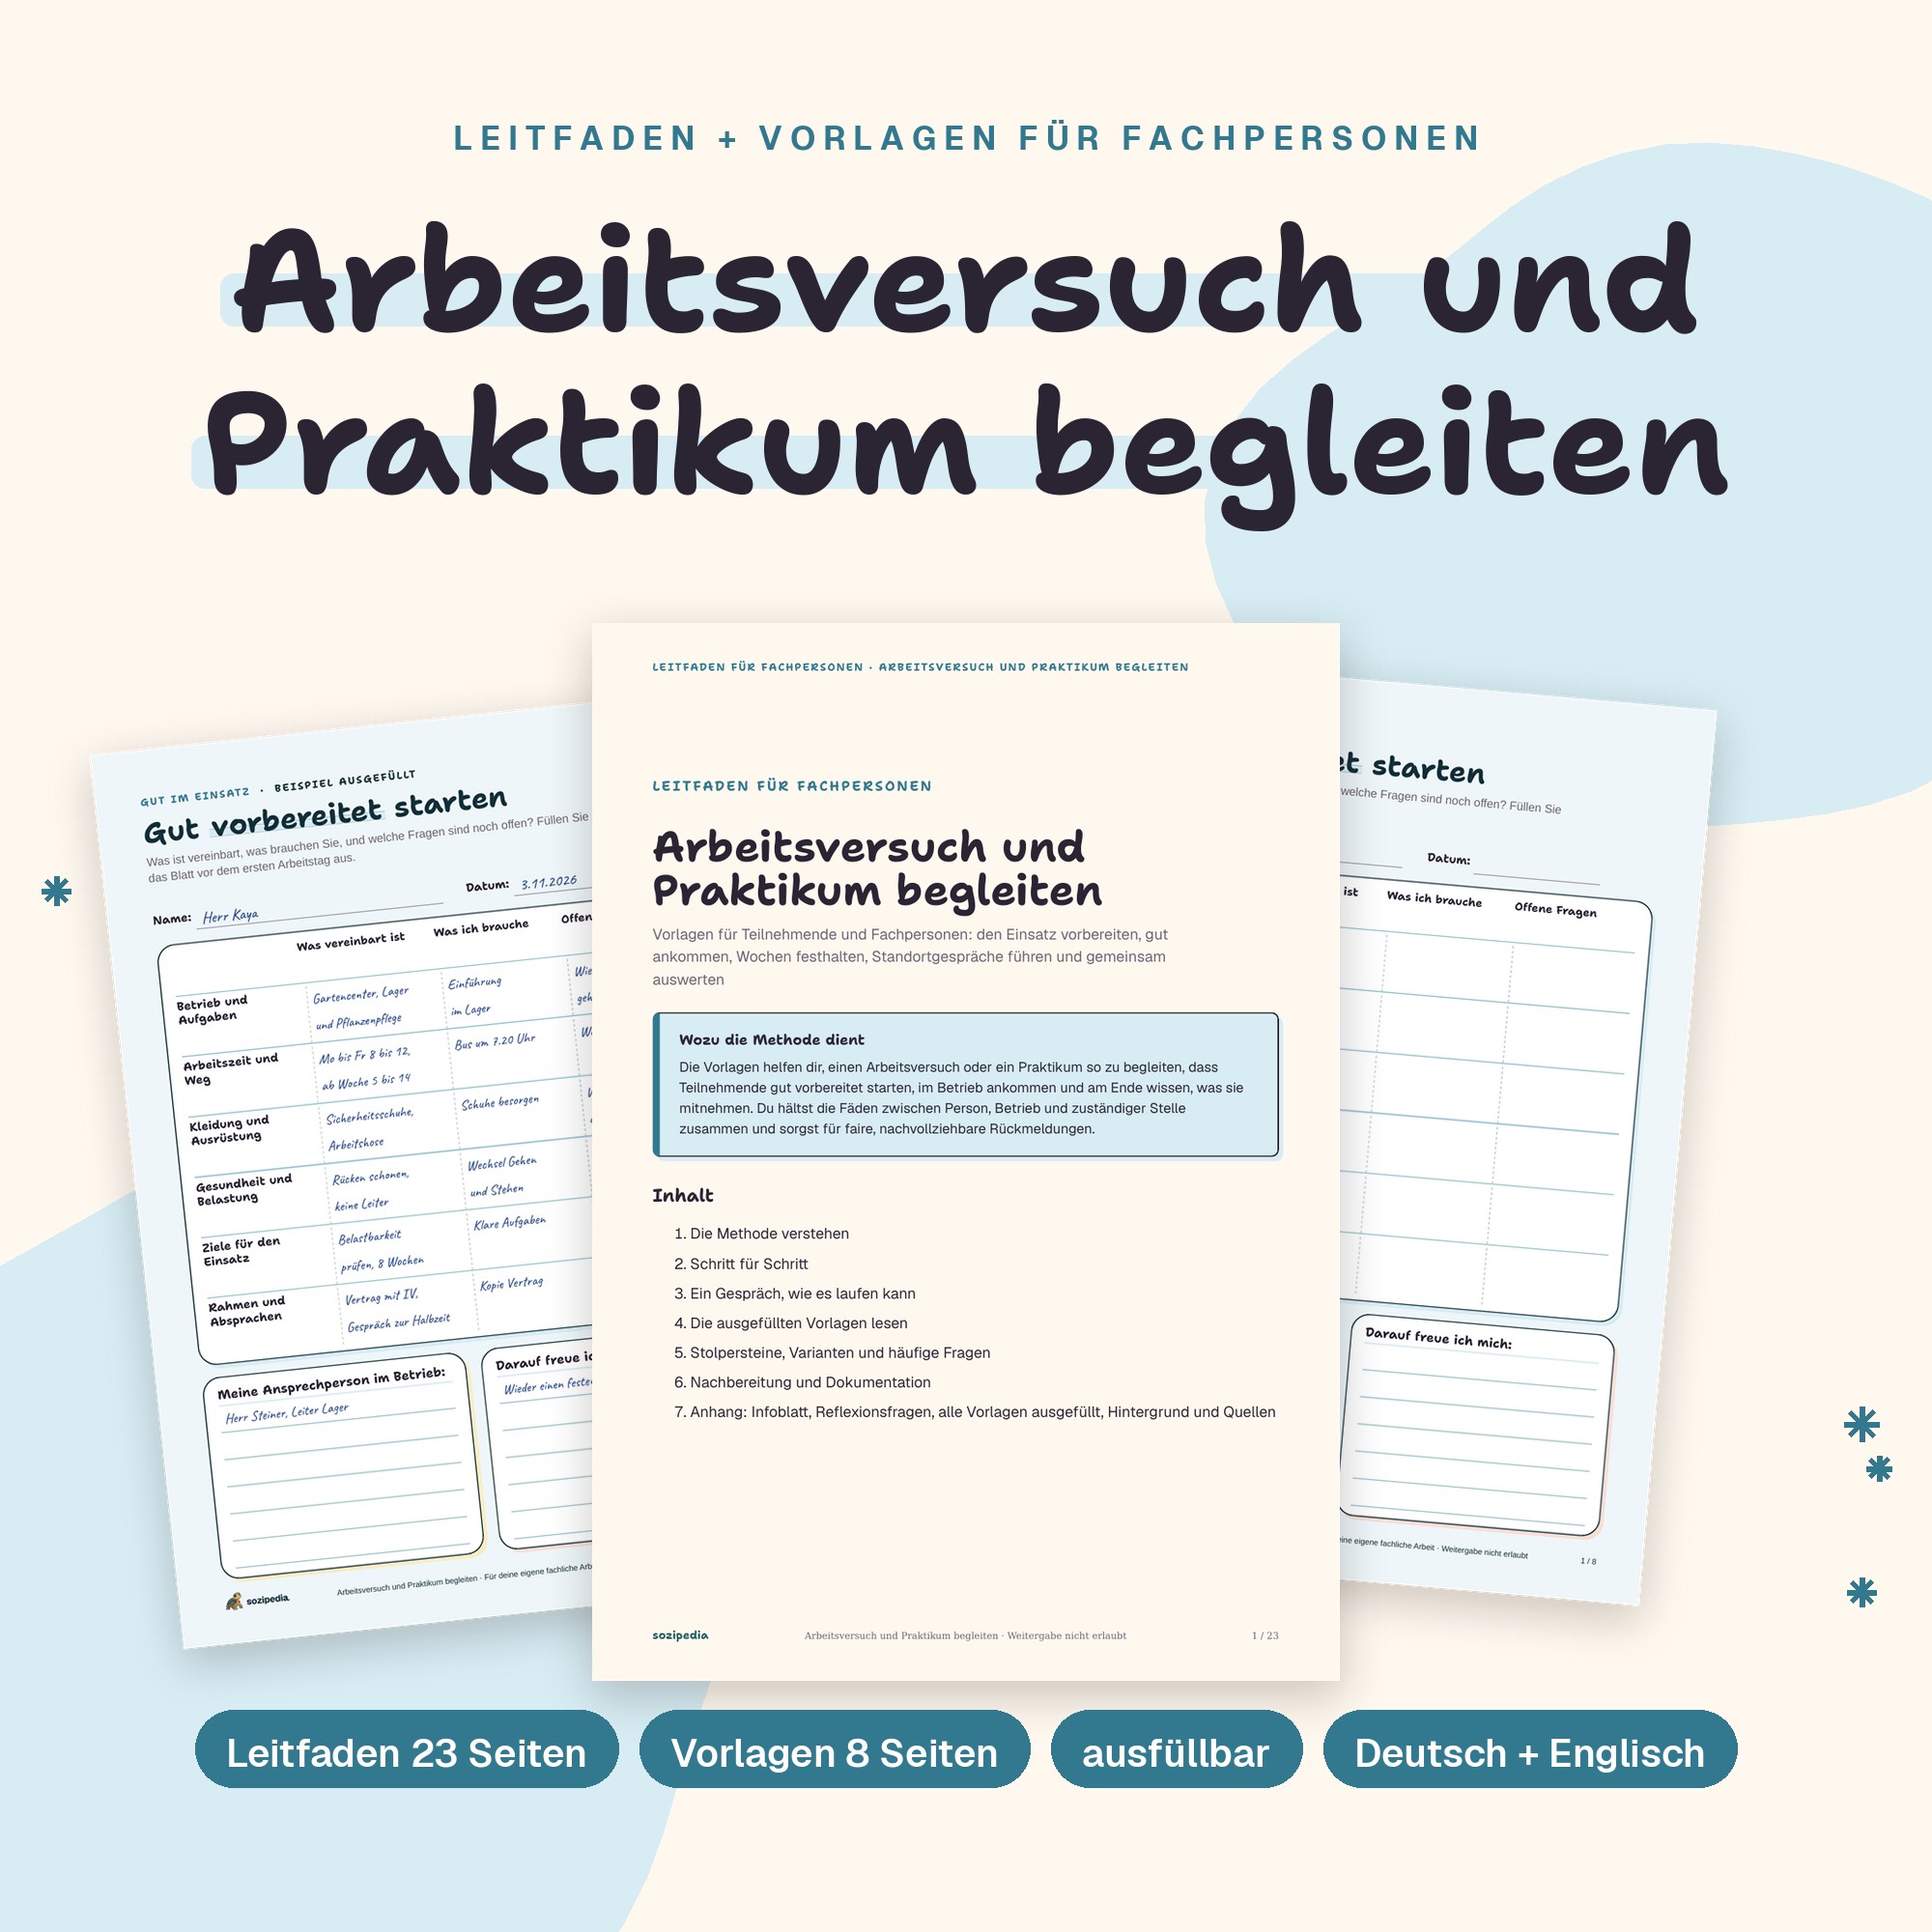 LEITFADEN + VORLAGEN FÜR FACHPERSONEN
Arbeitsversuch und
Praktikum begleiten
GUT IM EINSATZ · BEISPIEL AUSGEFÜLLT
Gut vorbereitet starten
Was ist vereinbart, was brauchen Sie, und welche Fragen sind noch offen? Füllen Sie
das Blatt vor dem ersten Arbeitstag aus.
Name: Herr Kaya
Datum: 3.11.2026
Was vereinbart ist
Was ich brauche
Betrieb und
Aufgaben
Gartencenter, Lager
und Pflanzenpflege
Einführung
im Lager
Arbeitszeit und
Weg
Mo bis Fr 8 bis 12,
ab Woche 5 bis 14
Bus um 7.20 Uhr
Kleidung und
Ausrüstung
Sicherheitsschuhe,
Arbeitshose
Schuhe besorgen
Gesundheit und
Belastung
Rücken schonen,
keine Leiter
Wechsel Gehen
und Stehen
Ziele für den
Einsatz
Belastbarkeit
prüfen, 8 Wochen
Klare Aufgaben
Rahmen und
Absprachen
Vertrag mit IV,
Gespräch zur Halbzeit
Kopie Vertrag
Meine Ansprechperson im Betrieb:
Herr Steiner, Leiter Lager
Darauf freue
Wieder einen
sozipedia
Arbeitsversuch und Praktikum begleiten · Für deine eigene fachliche
LEITFADEN FÜR FACHPERSONEN · ARBEITSVERSUCH UND PRAKTIKUM BEGLEITEN
LEITFADEN FÜR FACHPERSONEN
Arbeitsversuch und
Praktikum begleiten
Vorlagen für Teilnehmende und Fachpersonen: den Einsatz vorbereiten, gut
ankommen, Wochen festhalten, Standortgespräche führen und gemeinsam
auswerten
Wozu die Methode dient
Die Vorlagen helfen dir, einen Arbeitsversuch oder ein Praktikum so zu begleiten, dass
Teilnehmende gut vorbereitet starten, im Betrieb ankommen und am Ende wissen, was sie
mitnehmen. Du hältst die Fäden zwischen Person, Betrieb und zuständiger Stelle
zusammen und sorgst für faire, nachvollziehbare Rückmeldungen.
Inhalt
1. Die Methode verstehen
2. Schritt für Schritt
3. Ein Gespräch, wie es laufen kann
4. Die ausgefüllten Vorlagen lesen
5. Stolpersteine, Varianten und häufige Fragen
6. Nachbereitung und Dokumentation
7. Anhang: Infoblatt, Reflexionsfragen, alle Vorlagen ausgefüllt, Hintergrund und Quellen
sozipedia
Arbeitsversuch und Praktikum begleiten · Weitergabe nicht erlaubt
1 / 23
starten
welche Fragen sind noch offen? Füllen Sie
Datum:
ist
Was ich brauche
Offene Fragen
Darauf freue ich mich:
eigene fachliche Arbeit · Weitergabe nicht erlaubt
1 / 8
Leitfaden 23 Seiten
Vorlagen 8 Seiten
ausfüllbar
Deutsch + Englisch